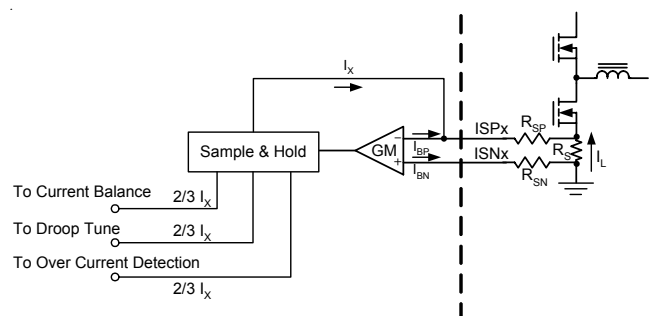 I_X
Sample & Hold
GM
−
+
I_BP
I_BN
ISPx
ISNx
R_SP
R_SN
R_S
I_L
To Current Balance
2/3 I_X
To Droop Tune
2/3 I_X
To Over Current Detection
2/3 I_X